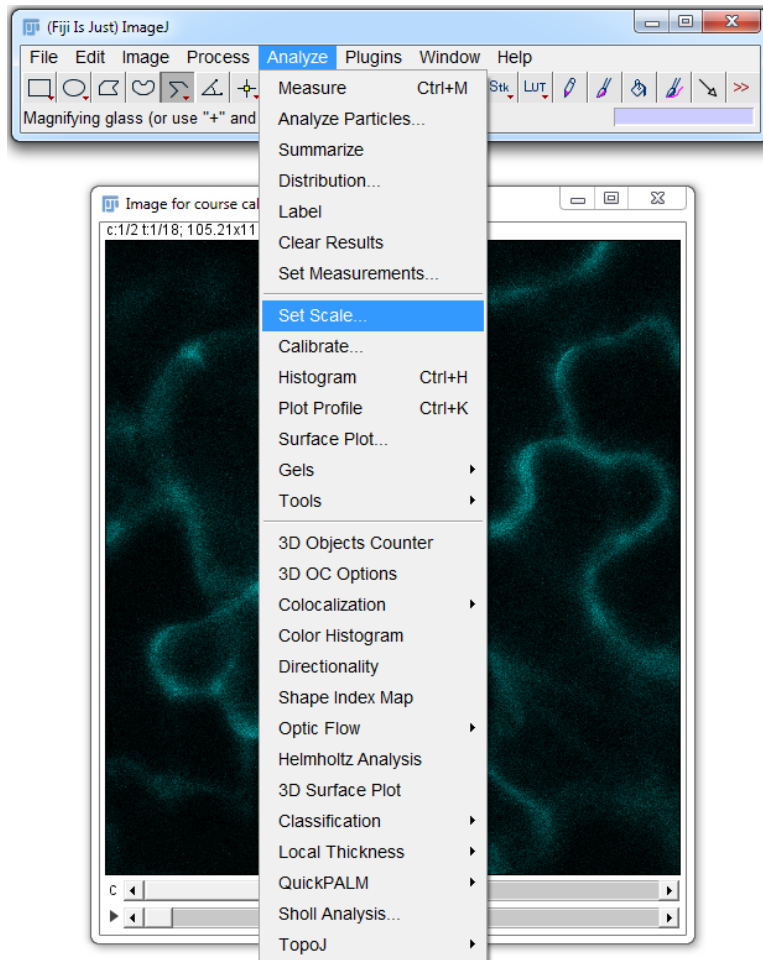 (Fiji Is Just) ImageJ
File Edit Image Process Analyze Plugins Window Help
Stk LUT >>
Magnifying glass (or use "+" and
Measure Ctrl+M
Analyze Particles...
Summarize
Distribution...
Label
Clear Results
Set Measurements...
Set Scale...
Calibrate...
Histogram Ctrl+H
Plot Profile Ctrl+K
Surface Plot...
Gels
Tools
3D Objects Counter
3D OC Options
Colocalization
Color Histogram
Directionality
Shape Index Map
Optic Flow
Helmholtz Analysis
3D Surface Plot
Classification
Local Thickness
QuickPALM
Sholl Analysis...
TopoJ
Image for course cal
c:1/2 t:1/18; 105.21x11
c